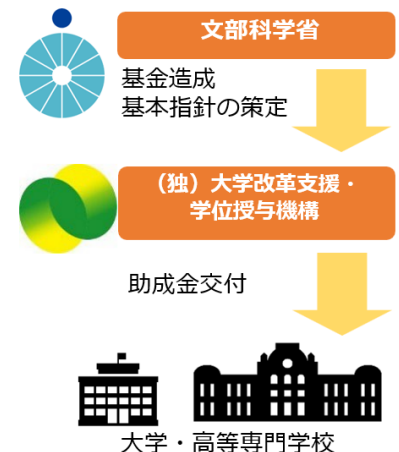 文部科学省
基金造成
基本指針の策定
（独）大学改革支援・
学位授与機構
助成金交付
大学・高等専門学校